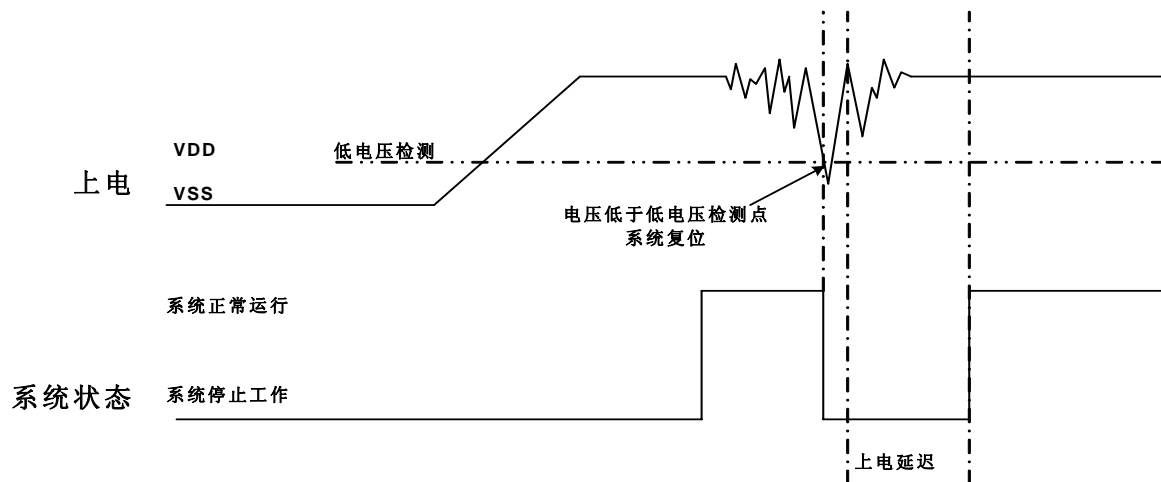 VDD
低电压检测
上电
VSS
电压低于低电压检测点
系统复位
系统正常运行
系统状态
系统停止工作
上电延迟